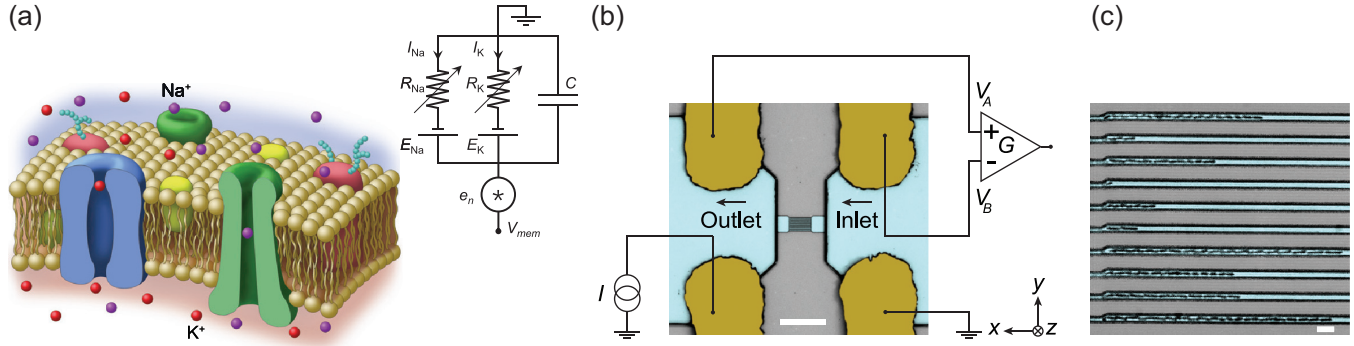 (a)
Na⁺
K⁺
I_Na
I_K
R_Na
R_K
C
E_Na
E_K
e_n
*
V_mem
(b)
Outlet
Inlet
I
V_A
+
G
-
V_B
y
x
z
(c)